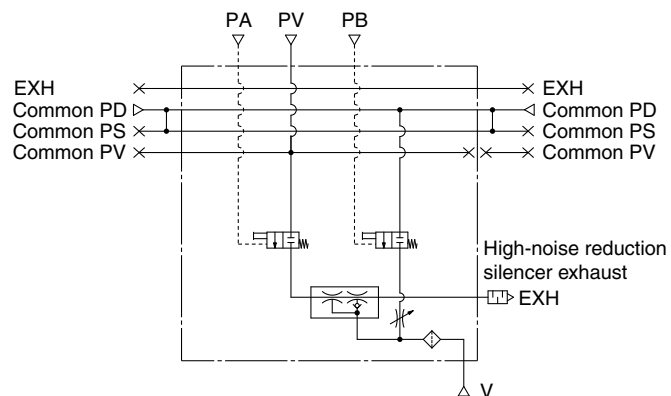 PA PV PB
EXH EXH
Common PD Common PD
Common PS Common PS
Common PV Common PV
High-noise reduction
silencer exhaust
EXH
V